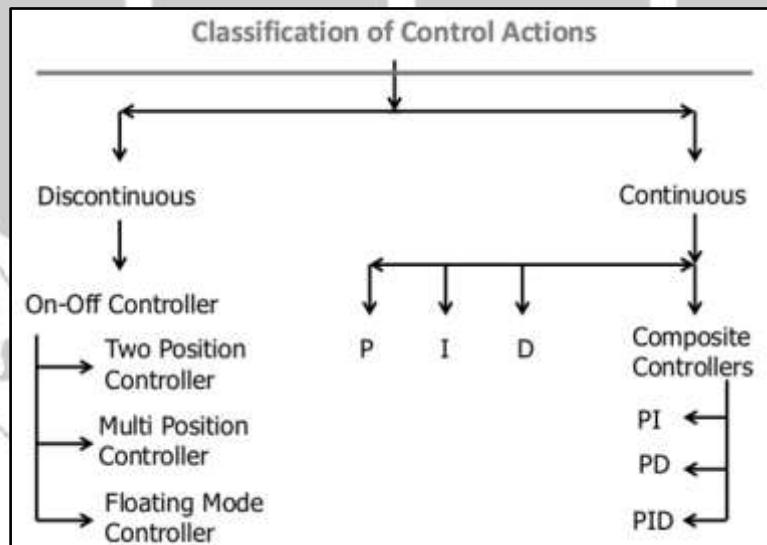 Classification of Control Actions
Discontinuous
Continuous
On-Off Controller
Two Position
Controller
Multi Position
Controller
Floating Mode
Controller
P
I
D
Composite
Controllers
PI
PD
PID